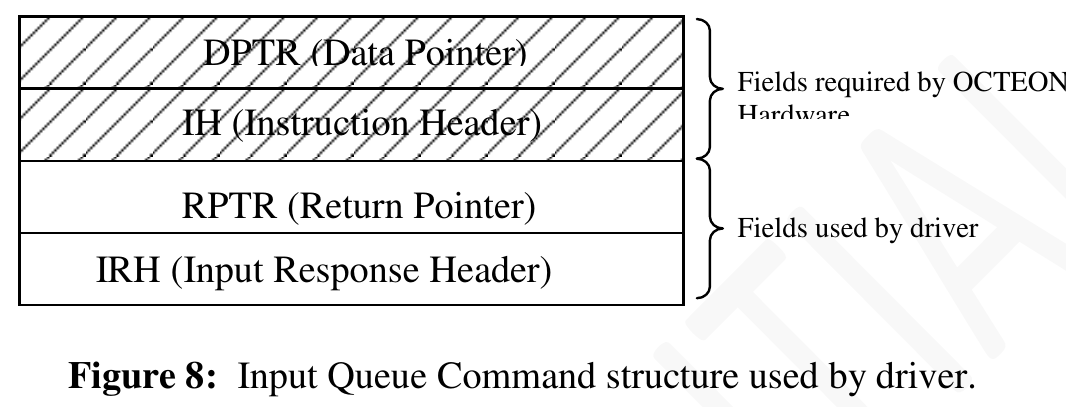 DPTR (Data Pointer)
IH (Instruction Header)
RPTR (Return Pointer)
IRH (Input Response Header)
Fields required by OCTEON
Hardware
Fields used by driver
Figure 8: Input Queue Command structure used by driver.